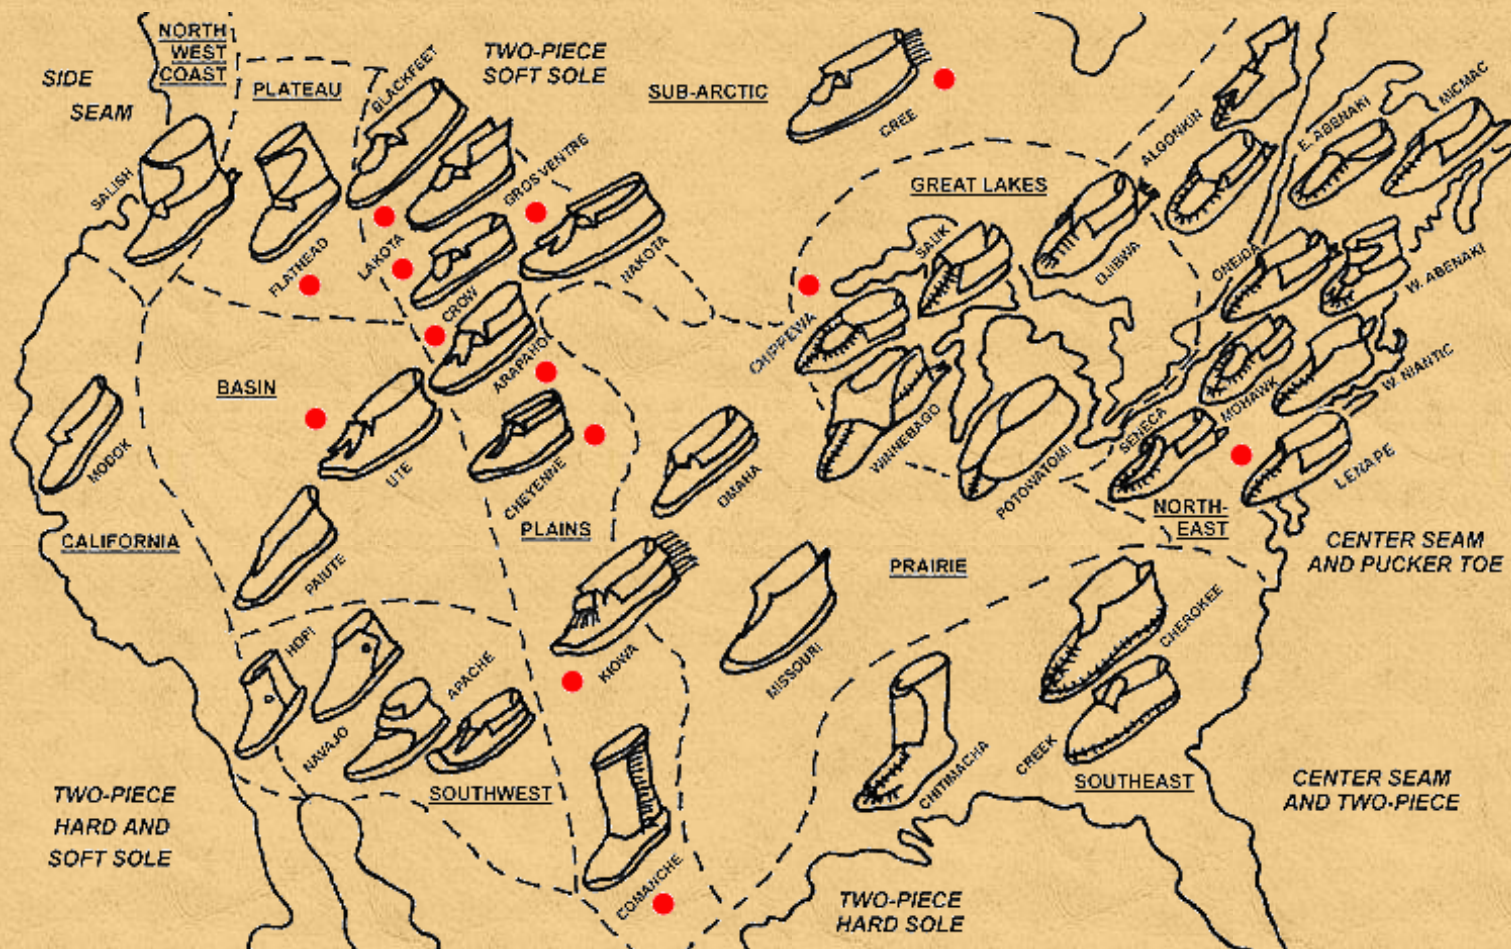 NORTH
WEST
COAST
SIDE
SEAM
PLATEAU
BLACKFEET
TWO-PIECE
SOFT SOLE
SUB-ARCTIC
CREE
ALGONKIN
E. ABENAKI
MICMAC
SALISH
FLATHEAD
LAKOTA
GROS VENTRE
NAKOTA
CROW
ARAPAHOE
GREAT LAKES
SAUK
OJIBWA
ONEIDA
W. ABENAKI
CHIPPEWA
WINNEBAGO
POTOWATOMI
SENECA
MOHAWK
W. NIANTIC
LENAPE
NORTH-
EAST
CENTER SEAM
AND PUCKER TOE
BASIN
MODOK
UTE
CHEYENNE
OMAHA
CALIFORNIA
PAIUTE
PLAINS
PRAIRIE
HOPI
NAVAJO
APACHE
KIOWA
MISSOURI
CHEROKEE
CREEK
CHITIMACHA
SOUTHEAST
SOUTHWEST
COMANCHE
TWO-PIECE
HARD AND
SOFT SOLE
TWO-PIECE
HARD SOLE
CENTER SEAM
AND TWO-PIECE